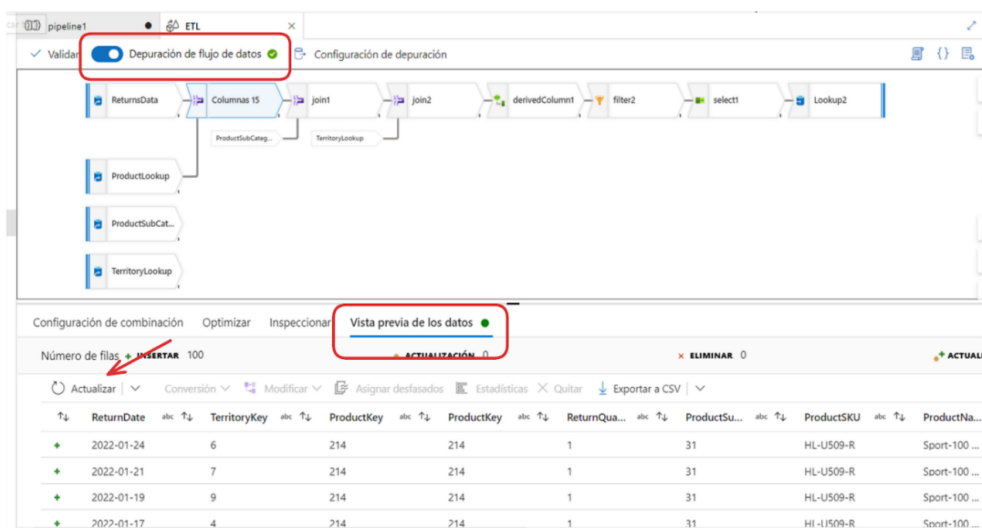 pipeline1 ETL
Validar Depuración de flujo de datos Configuración de depuración
ReturnsData Columnas 15 join1 join2 derivedColumn1 filter2 select1 Lookup2
ProductSubCateg... TerritoryLookup
ProductLookup
ProductSubCat...
TerritoryLookup
Configuración de combinación Optimizar Inspeccionar Vista previa de los datos
Número de filas INSERTAR 100 ACTUALIZACIÓN 0 ELIMINAR 0 ACTUALI
Actualizar Conversión Modificar Asignar desfasados Estadísticas Quitar Exportar a CSV
ReturnDate abc TerritoryKey abc ProductKey abc ProductKey abc ReturnQua... abc ProductSu... abc ProductSKU abc ProductNa...
2022-01-24 6 214 214 1 31 HL-U509-R Sport-100 ...
2022-01-21 7 214 214 1 31 HL-U509-R Sport-100 ...
2022-01-19 9 214 214 1 31 HL-U509-R Sport-100 ...
2022-01-17 4 214 214 1 31 HL-U509-R Sport-100 ...